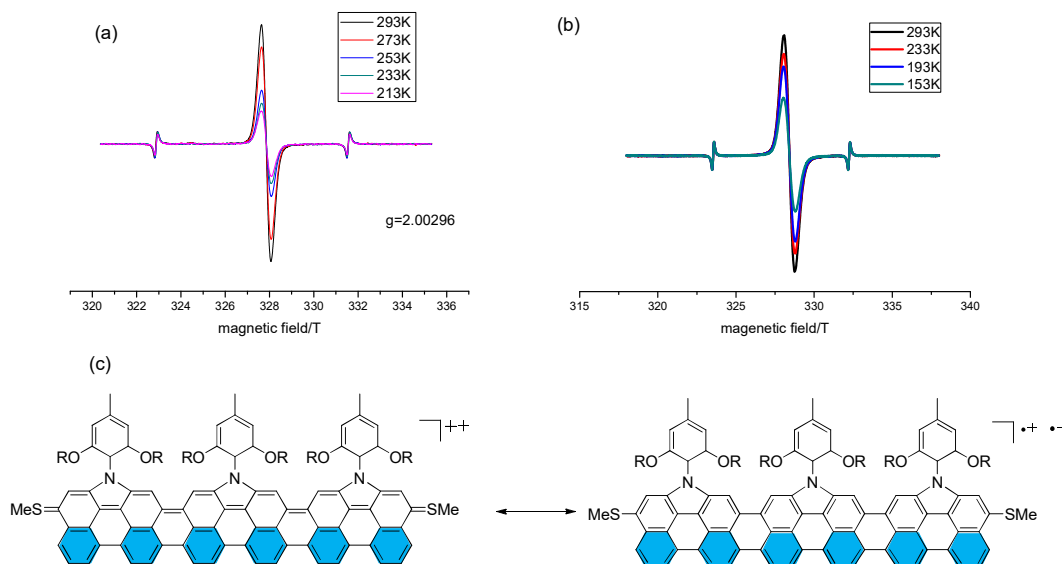 (a)
293K
273K
253K
233K
213K
g=2.00296
320 322 324 326 328 330 332 334 336
magnetic field/T
(b)
293K
233K
193K
153K
315 320 325 330 335 340
magenetic field/T
(c)
++
RO OR RO OR RO OR
N N N
MeS SMe
•+ •+
RO OR RO OR RO OR
N N N
MeS SMe